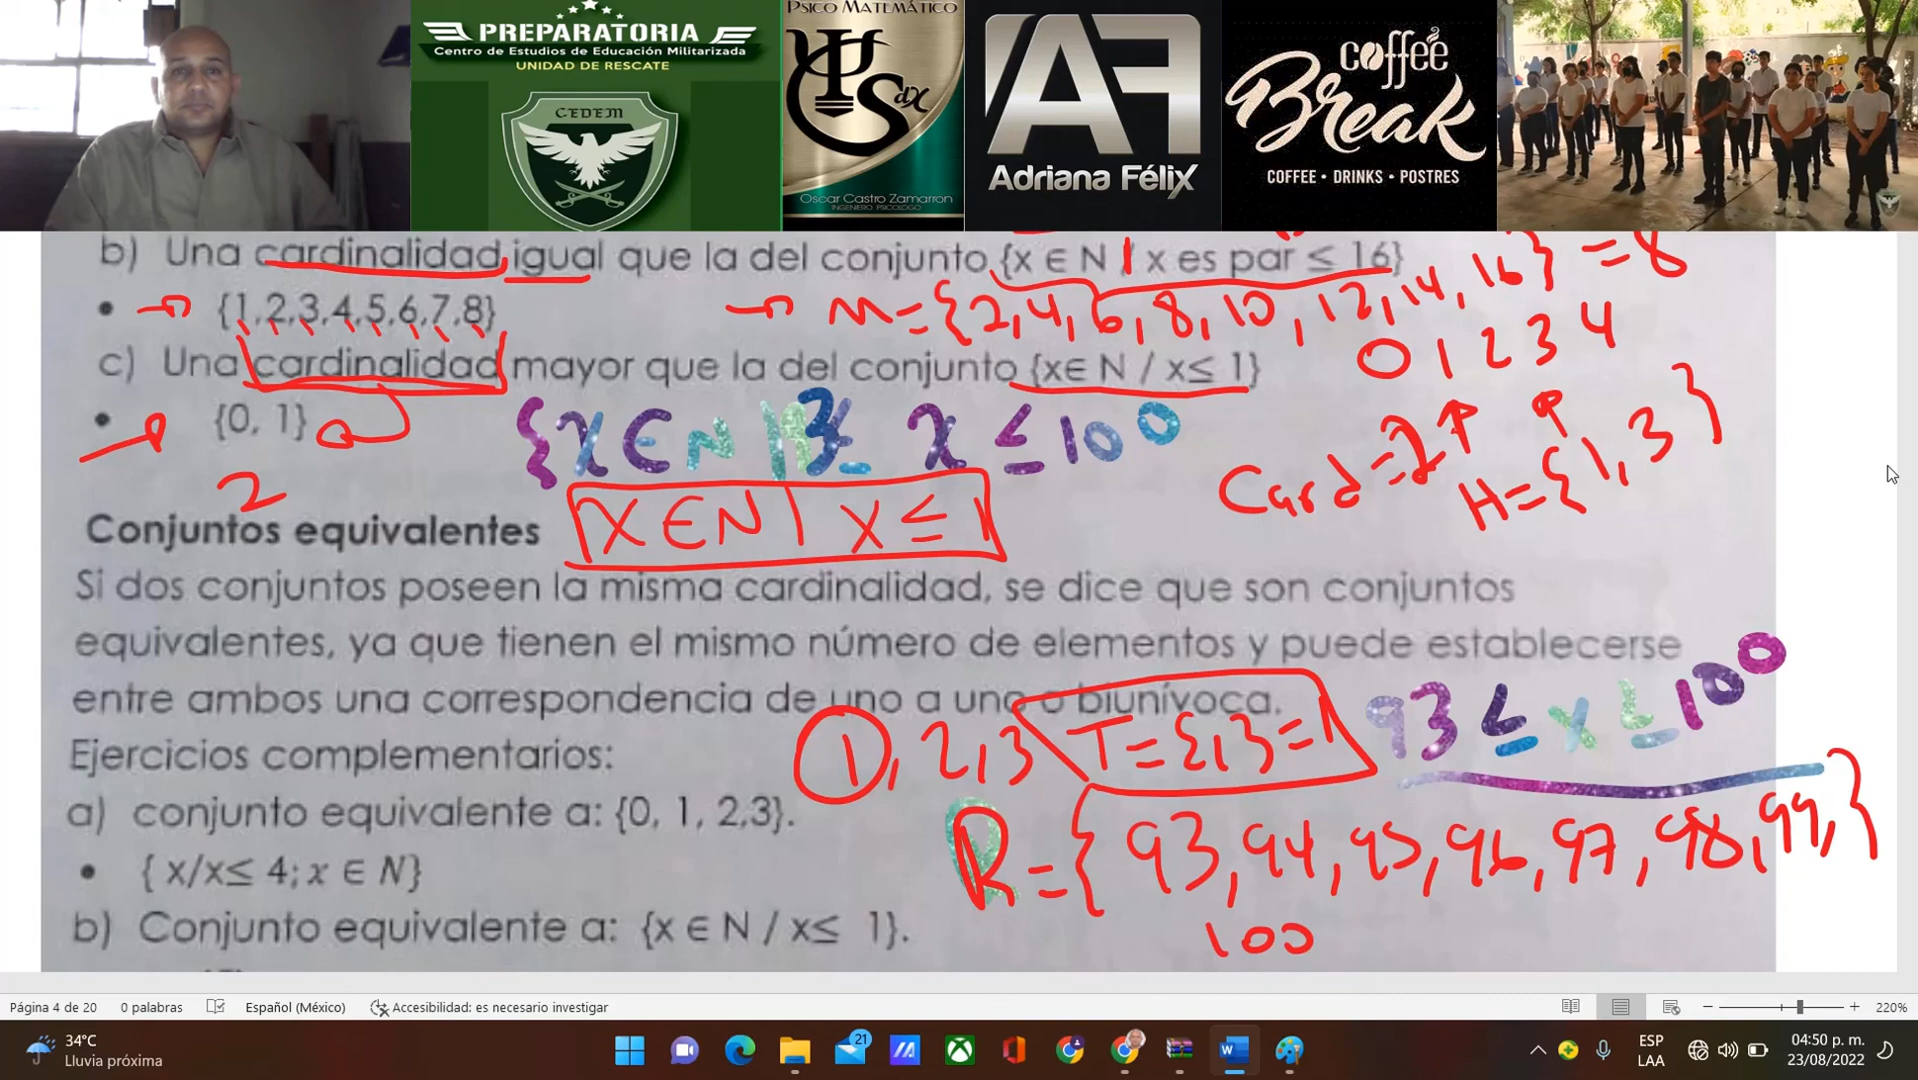 PREPARATORIA
Centro de Estudios de Educación Militarizada
UNIDAD DE RESCATE
CEDEM
PSICO MATEMÁTICO
Oscar Castro Zamarron
INGENIERO PSICOLOGO
AF
Adriana Félix
coffee
Break
COFFEE • DRINKS • POSTRES
b) Una cardinalidad igual que la del conjunto {x ∈ N / x es par ≤ 16}
= 8
• {1,2,3,4,5,6,7,8}
M={2,4,6,8,10,12,14,16}
0 1 2 3 4
c) Una cardinalidad mayor que la del conjunto {x∈ N / x≤ 1}
• {0, 1}
x ≤ 100
Card=2
H={1,3}
2
Conjuntos equivalentes
x∈N | x ≤ 1
Si dos conjuntos poseen la misma cardinalidad, se dice que son conjuntos
equivalentes, ya que tienen el mismo número de elementos y puede establecerse
entre ambos una correspondencia de uno a uno o biunívoca.
93 ≤ x ≤ 100
Ejercicios complementarios:
1, 2, 3
T={1}=1
a) conjunto equivalente a: {0, 1, 2,3}.
R={93,94,95,96,97,98,99,}
100
• { x/x≤ 4; x ∈ N}
b) Conjunto equivalente a: {x ∈ N / x≤ 1}.
Página 4 de 20
0 palabras
Español (México)
Accesibilidad: es necesario investigar
220%
34°C
Lluvia próxima
21
ESP
LAA
04:50 p. m.
23/08/2022